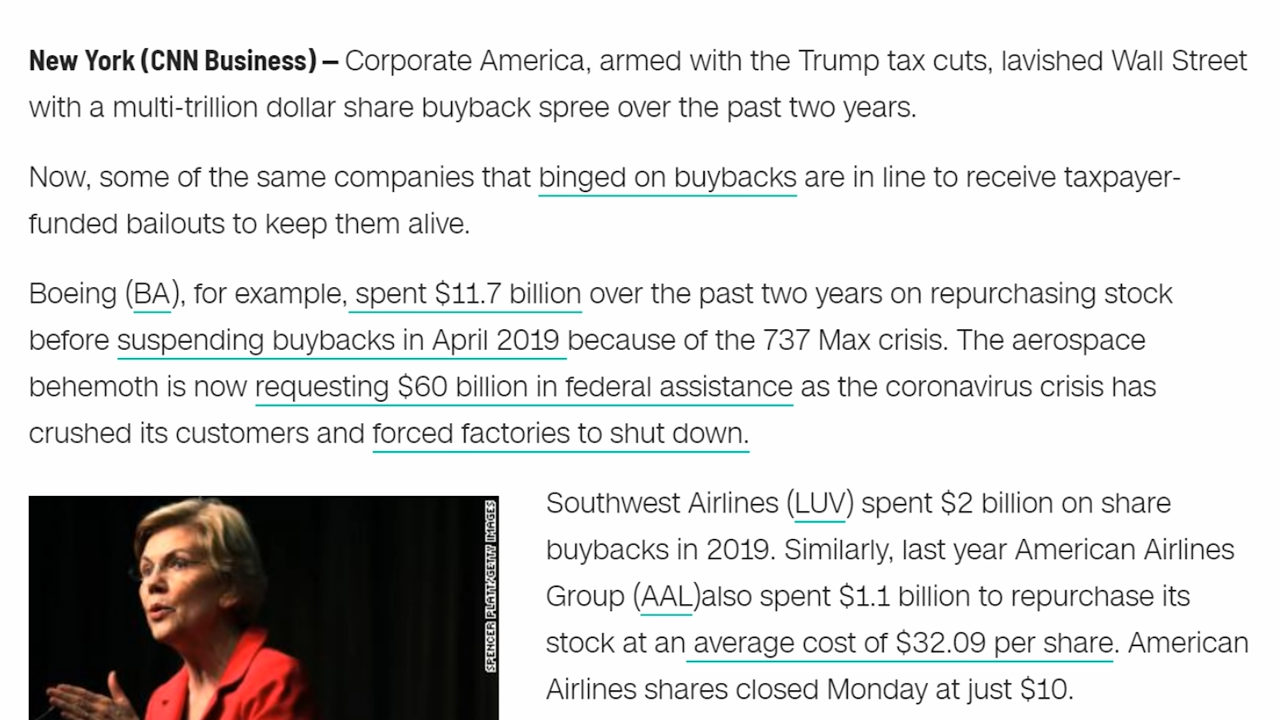 New York (CNN Business) – Corporate America, armed with the Trump tax cuts, lavished Wall Street
with a multi-trillion dollar share buyback spree over the past two years.
Now, some of the same companies that binged on buybacks are in line to receive taxpayer-
funded bailouts to keep them alive.
Boeing (BA), for example, spent $11.7 billion over the past two years on repurchasing stock
before suspending buybacks in April 2019 because of the 737 Max crisis. The aerospace
behemoth is now requesting $60 billion in federal assistance as the coronavirus crisis has
crushed its customers and forced factories to shut down.
SPENCER PLATT/GETTY IMAGES
Southwest Airlines (LUV) spent $2 billion on share
buybacks in 2019. Similarly, last year American Airlines
Group (AAL)also spent $1.1 billion to repurchase its
stock at an average cost of $32.09 per share. American
Airlines shares closed Monday at just $10.